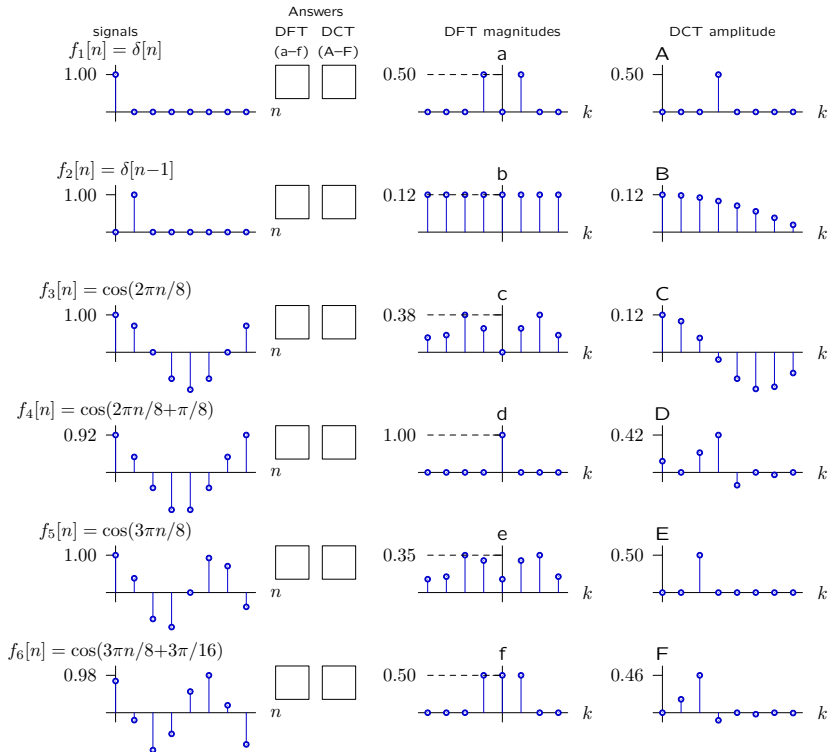 Answers
signals DFT DCT DFT magnitudes DCT amplitude
(a–f) (A–F)
f₁[n] = δ[n] a A
1.00 0.50 0.50
n k k
f₂[n] = δ[n−1] b B
1.00 0.12 0.12
n k k
f₃[n] = cos(2πn/8) c C
1.00 0.38 0.12
n k k
f₄[n] = cos(2πn/8+π/8) d D
0.92 1.00 0.42
n k k
f₅[n] = cos(3πn/8) e E
1.00 0.35 0.50
n k k
f₆[n] = cos(3πn/8+3π/16) f F
0.98 0.50 0.46
n k k